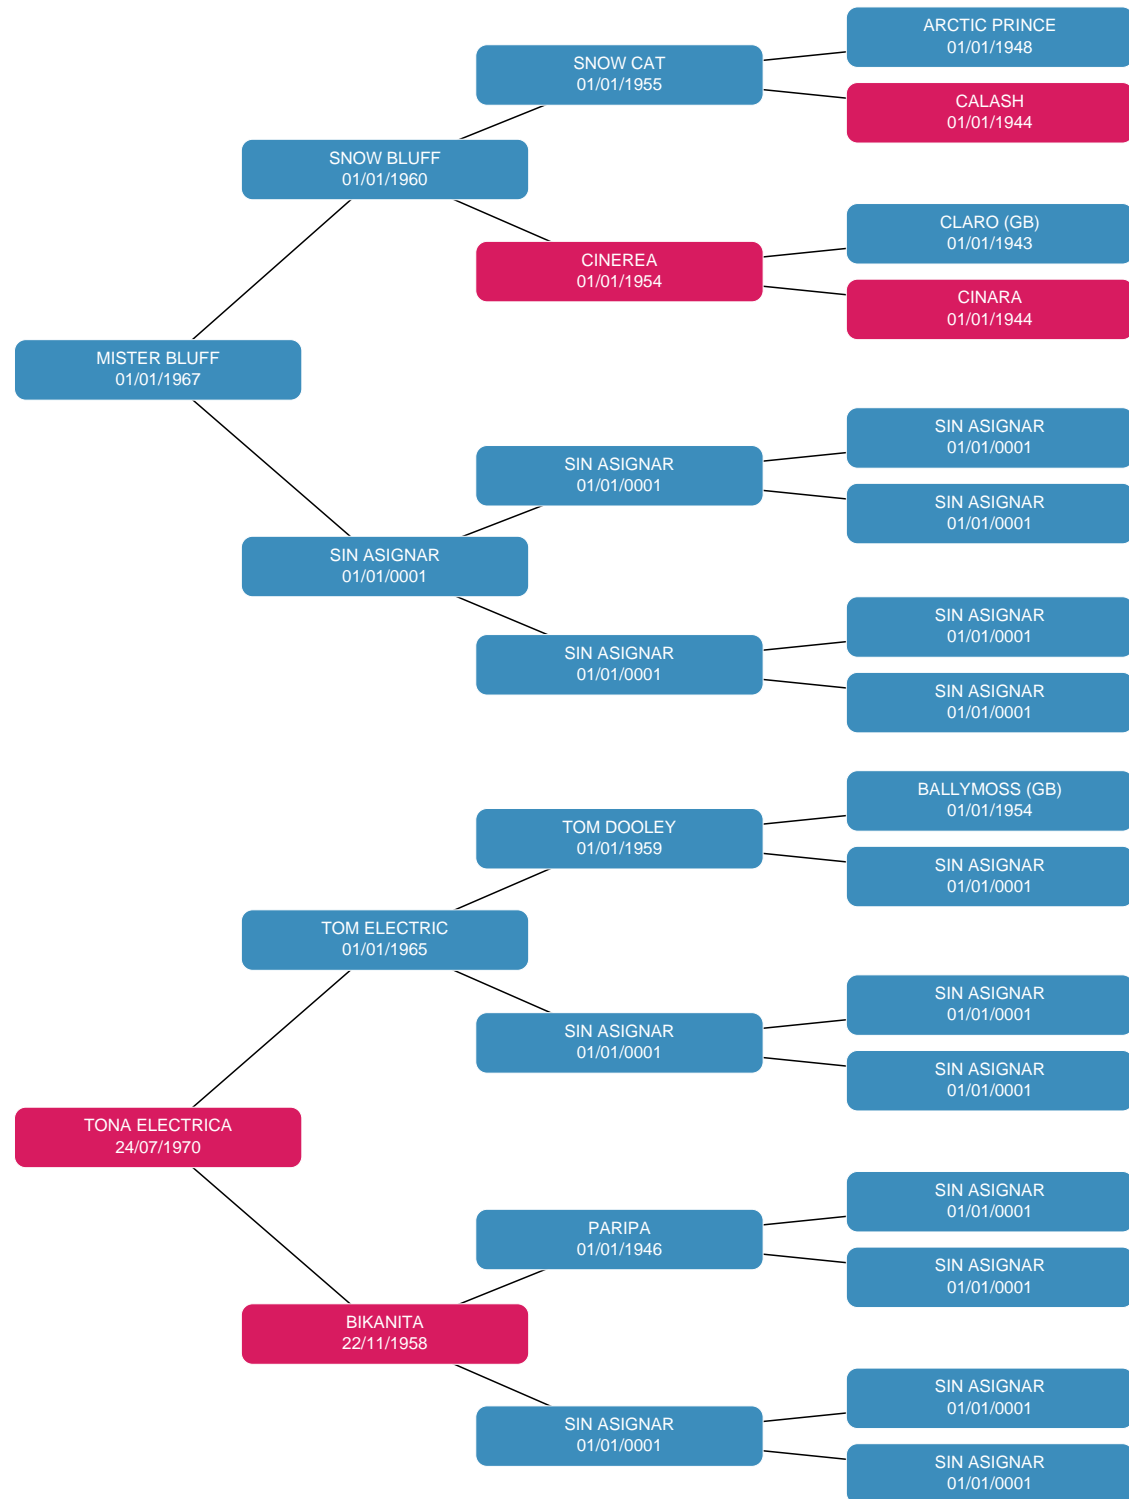 ARCTIC PRINCE
01/01/1948
SNOW CAT
01/01/1955
CALASH
01/01/1944
SNOW BLUFF
01/01/1960
CLARO (GB)
01/01/1943
CINEREA
01/01/1954
CINARA
01/01/1944
MISTER BLUFF
01/01/1967
SIN ASIGNAR
01/01/0001
SIN ASIGNAR
01/01/0001
SIN ASIGNAR
01/01/0001
SIN ASIGNAR
01/01/0001
SIN ASIGNAR
01/01/0001
SIN ASIGNAR
01/01/0001
SIN ASIGNAR
01/01/0001
BALLYMOSS (GB)
01/01/1954
TOM DOOLEY
01/01/1959
SIN ASIGNAR
01/01/0001
TOM ELECTRIC
01/01/1965
SIN ASIGNAR
01/01/0001
SIN ASIGNAR
01/01/0001
SIN ASIGNAR
01/01/0001
TONA ELECTRICA
24/07/1970
SIN ASIGNAR
01/01/0001
PARIPA
01/01/1946
SIN ASIGNAR
01/01/0001
BIKANITA
22/11/1958
SIN ASIGNAR
01/01/0001
SIN ASIGNAR
01/01/0001
SIN ASIGNAR
01/01/0001